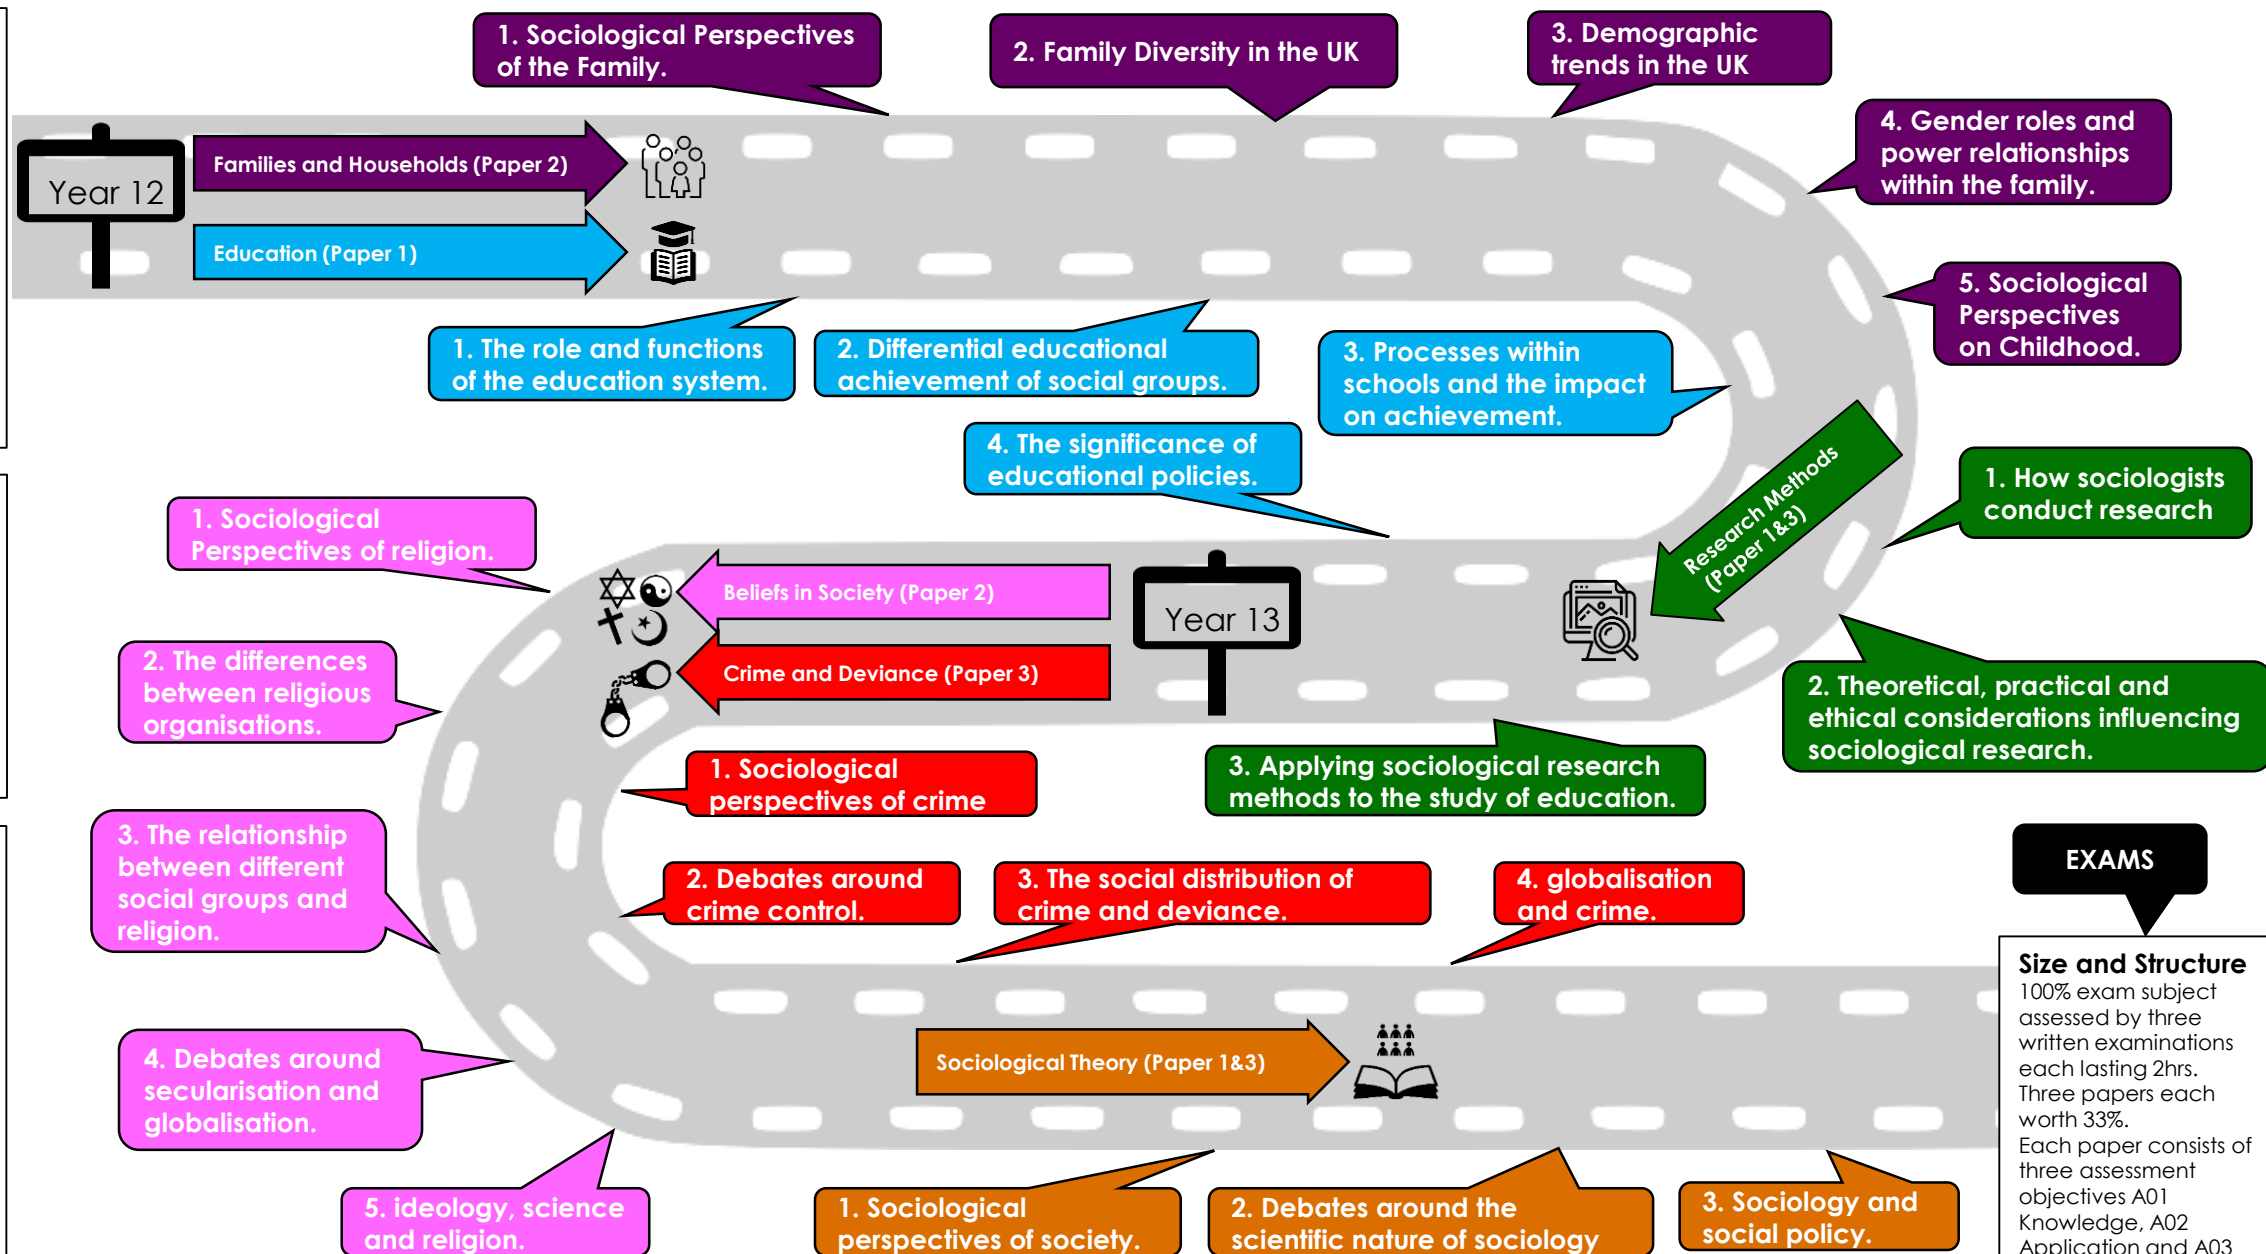 1. Sociological Perspectives
of the Family.
2. Family Diversity in the UK
3. Demographic
trends in the UK
4. Gender roles and
power relationships
within the family.
Year 12
Families and Households (Paper 2)
Education (Paper 1)
5. Sociological
Perspectives
on Childhood.
1. The role and functions
of the education system.
2. Differential educational
achievement of social groups.
3. Processes within
schools and the impact
on achievement.
4. The significance of
educational policies.
Research Methods
(Paper 1&3)
1. How sociologists
conduct research
1. Sociological
Perspectives of religion.
Beliefs in Society (Paper 2)
Year 13
Crime and Deviance (Paper 3)
2. The differences
between religious
organisations.
2. Theoretical, practical and
ethical considerations influencing
sociological research.
1. Sociological
perspectives of crime
3. Applying sociological research
methods to the study of education.
3. The relationship
between different
social groups and
religion.
2. Debates around
crime control.
3. The social distribution of
crime and deviance.
4. globalisation
and crime.
EXAMS
4. Debates around
secularisation and
globalisation.
Sociological Theory (Paper 1&3)
5. ideology, science
and religion.
1. Sociological
perspectives of society.
2. Debates around the
scientific nature of sociology
3. Sociology and
social policy.
Size and Structure
100% exam subject
assessed by three
written examinations
each lasting 2hrs.
Three papers each
worth 33%.
Each paper consists of
three assessment
objectives A01
Knowledge, A02
Application and A03